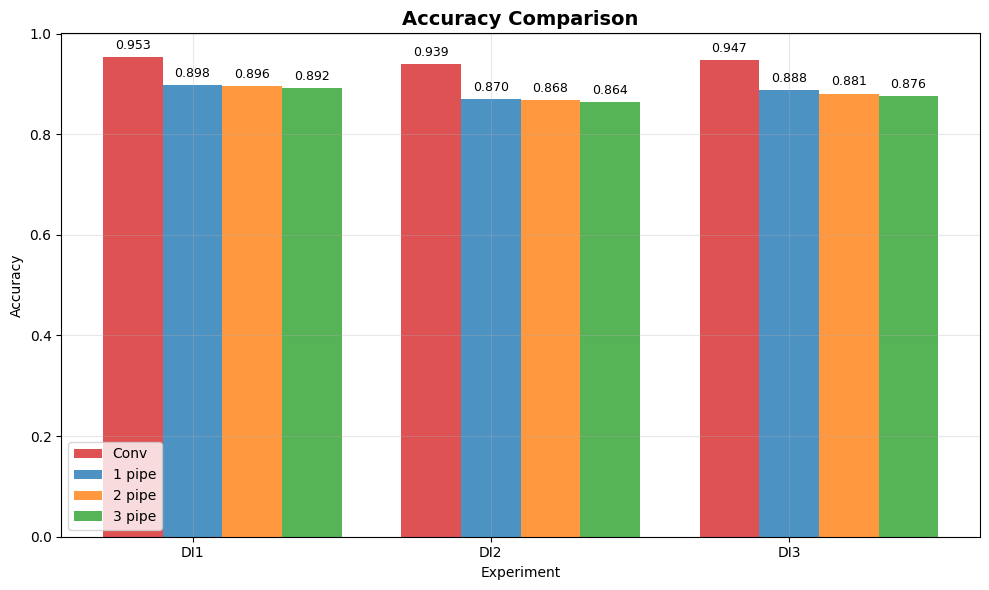 Accuracy Comparison
1.0
0.8
0.6
0.4
0.2
0.0
Accuracy
0.953
0.898
0.896
0.892
0.939
0.870
0.868
0.864
0.947
0.888
0.881
0.876
Conv
1 pipe
2 pipe
3 pipe
DI1
DI2
DI3
Experiment